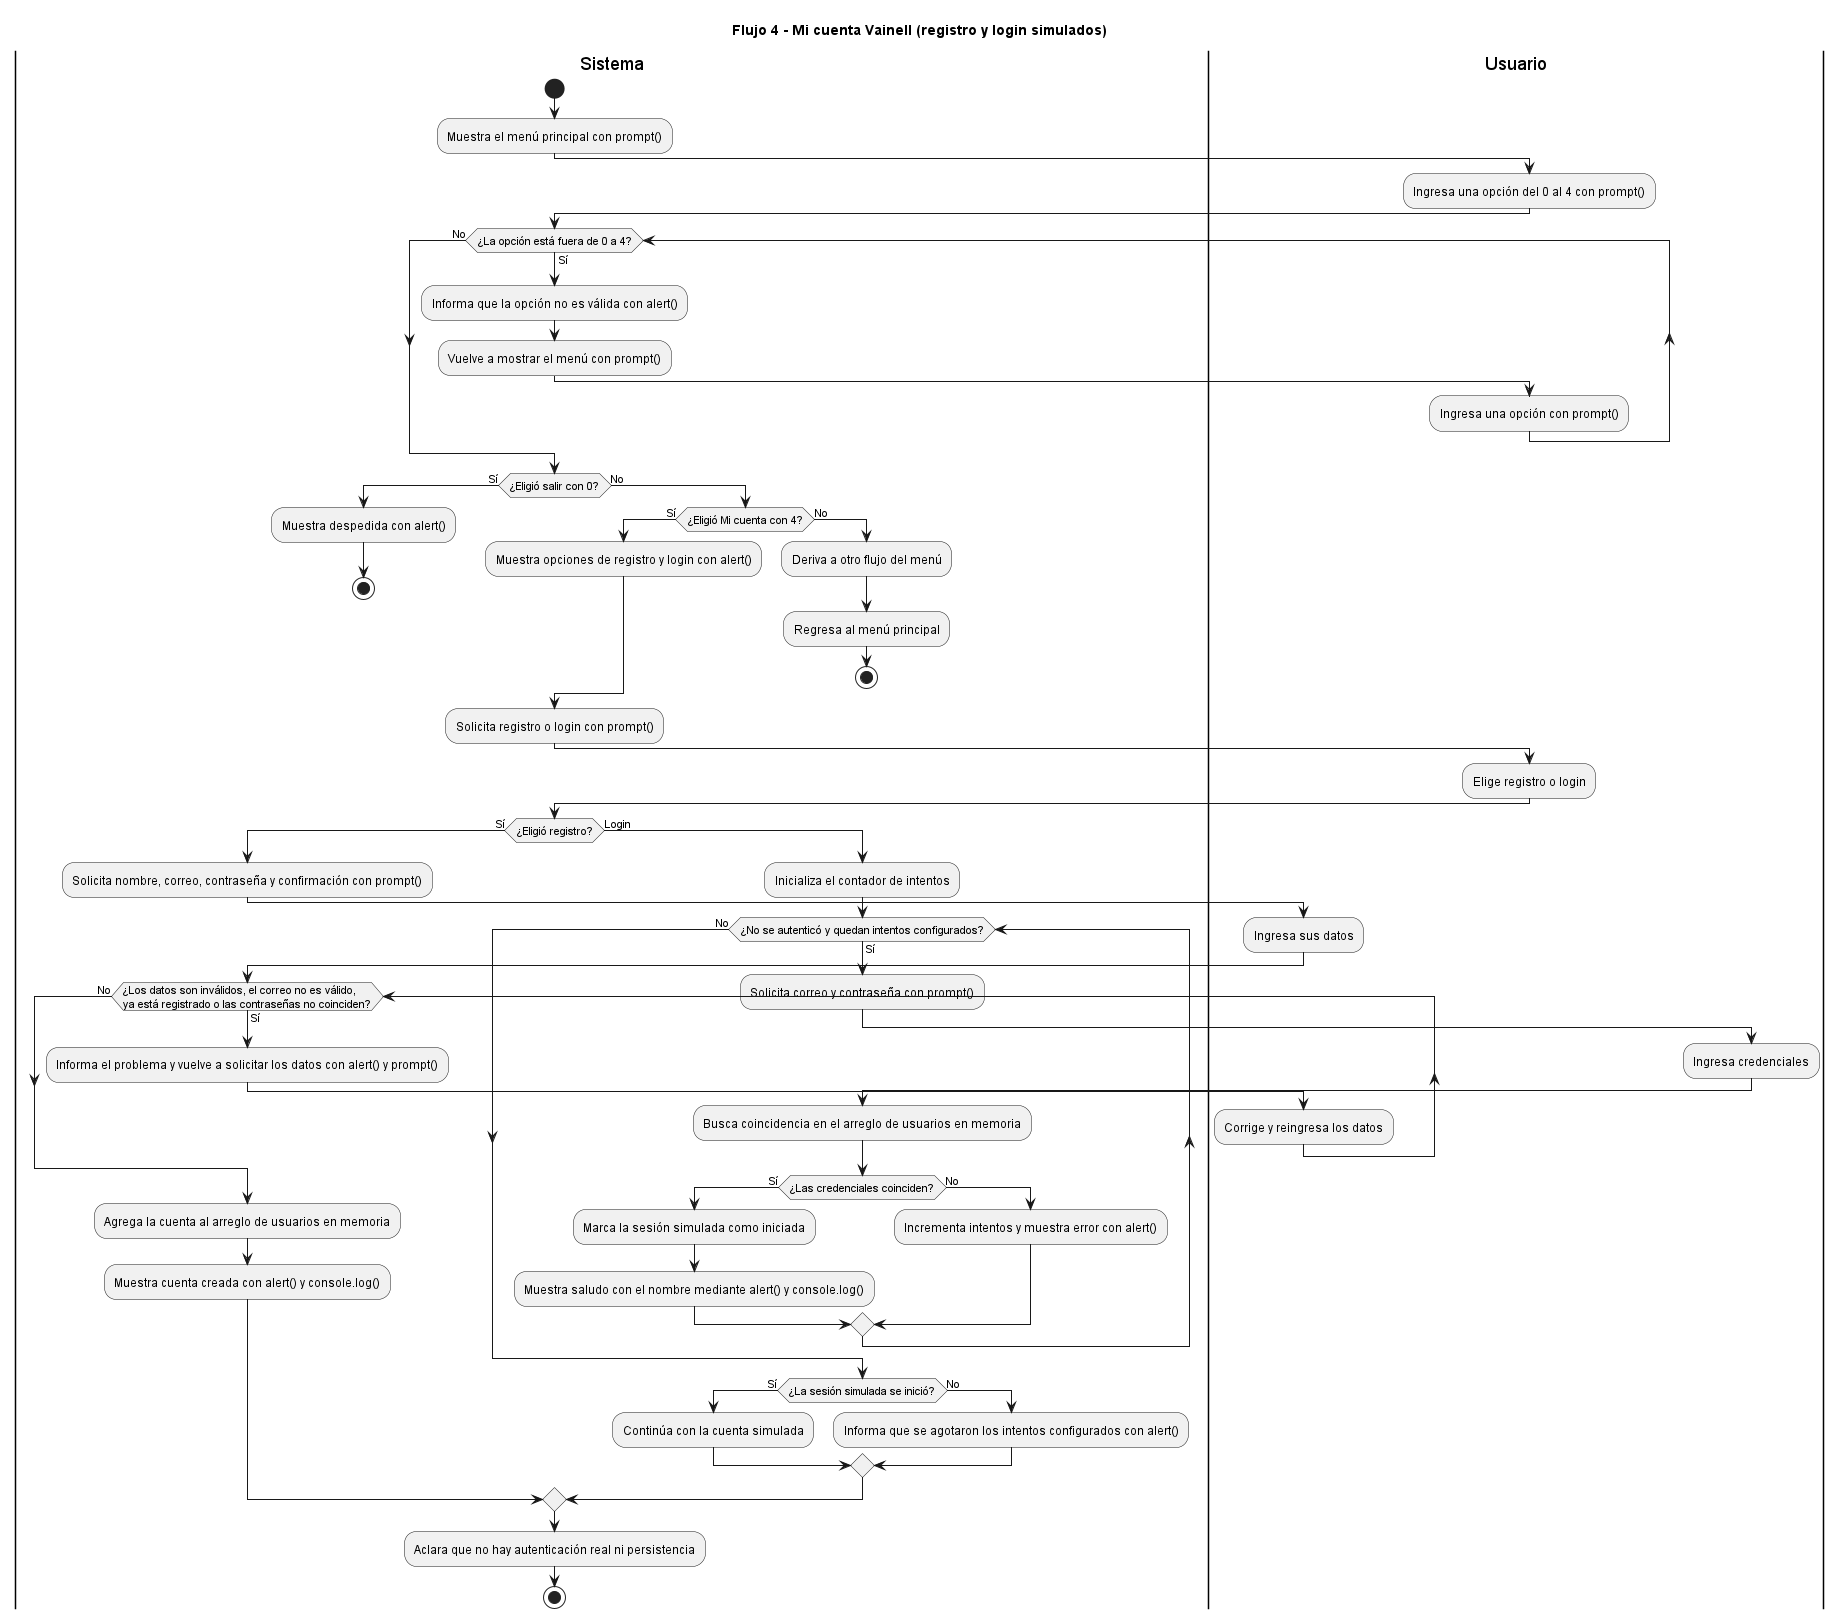 Flujo 4 - Mi cuenta Vainell (registro y login simulados)
Sistema
Usuario
Muestra el menú principal con prompt()
Ingresa una opción del 0 al 4 con prompt()
¿La opción está fuera de 0 a 4?
No
Sí
Informa que la opción no es válida con alert()
Vuelve a mostrar el menú con prompt()
Ingresa una opción con prompt()
¿Eligió salir con 0?
Sí
No
Muestra despedida con alert()
¿Eligió Mi cuenta con 4?
Sí
No
Muestra opciones de registro y login con alert()
Deriva a otro flujo del menú
Regresa al menú principal
Solicita registro o login con prompt()
Elige registro o login
¿Eligió registro?
Sí
Login
Solicita nombre, correo, contraseña y confirmación con prompt()
Inicializa el contador de intentos
Ingresa sus datos
¿No se autenticó y quedan intentos configurados?
No
Sí
¿Los datos son inválidos, el correo no es válido,
ya está registrado o las contraseñas no coinciden?
No
Sí
Solicita correo y contraseña con prompt()
Ingresa credenciales
Informa el problema y vuelve a solicitar los datos con alert() y prompt()
Busca coincidencia en el arreglo de usuarios en memoria
Corrige y reingresa los datos
¿Las credenciales coinciden?
Sí
No
Agrega la cuenta al arreglo de usuarios en memoria
Marca la sesión simulada como iniciada
Incrementa intentos y muestra error con alert()
Muestra cuenta creada con alert() y console.log()
Muestra saludo con el nombre mediante alert() y console.log()
¿La sesión simulada se inició?
Sí
No
Continúa con la cuenta simulada
Informa que se agotaron los intentos configurados con alert()
Aclara que no hay autenticación real ni persistencia